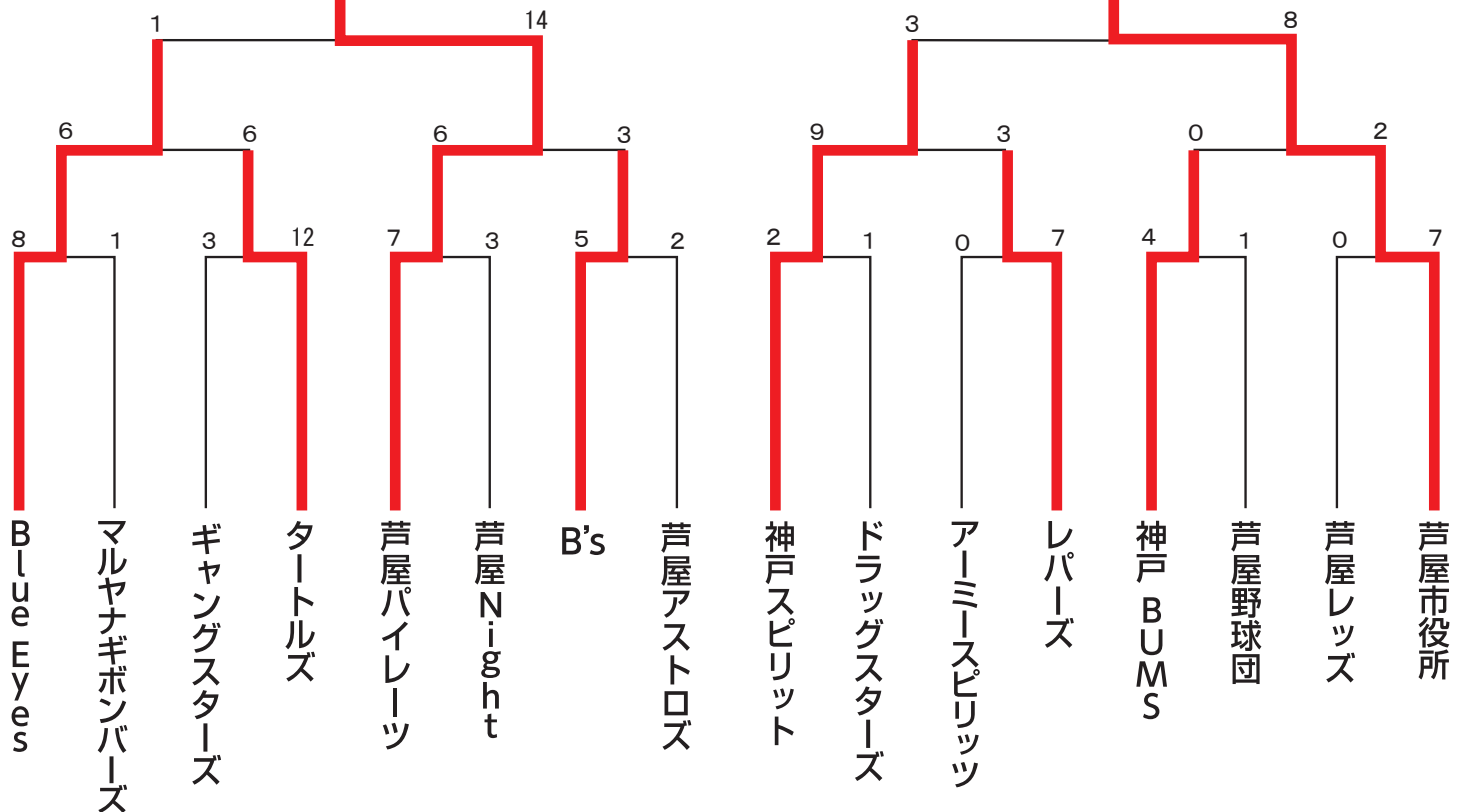 1 14 3 8
6 6 6 3 9 3 0 2
8 1 3 12 7 3 5 2 2 1 0 7 4 1 0 7
Blue Eyes
マルヤナギボンバーズ
ギャングスターズ
タートルズ
芦屋パイレーツ
芦屋Night
B's
芦屋アストロズ
神戸スピリット
ドラッグスターズ
アーミースピリッツ
レパーズ
神戸 BUMS
芦屋野球団
芦屋レッズ
芦屋市役所